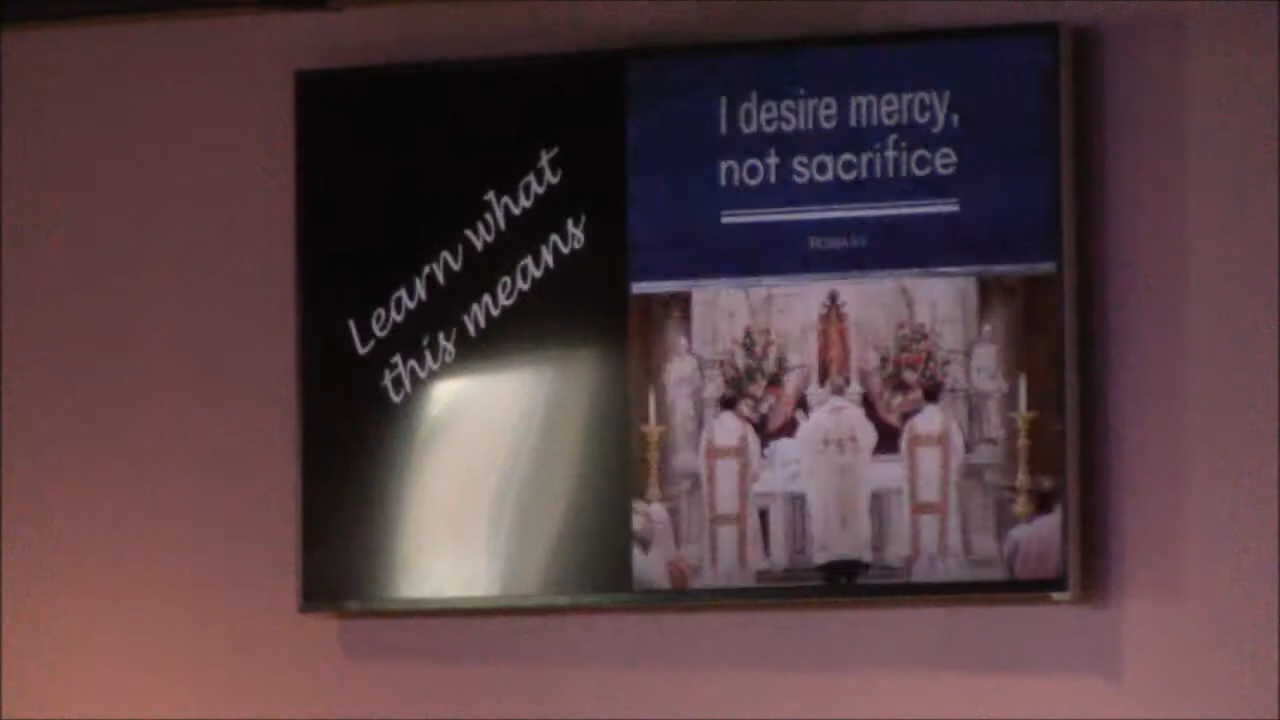 Learn what
this means
I desire mercy,
not sacrifice